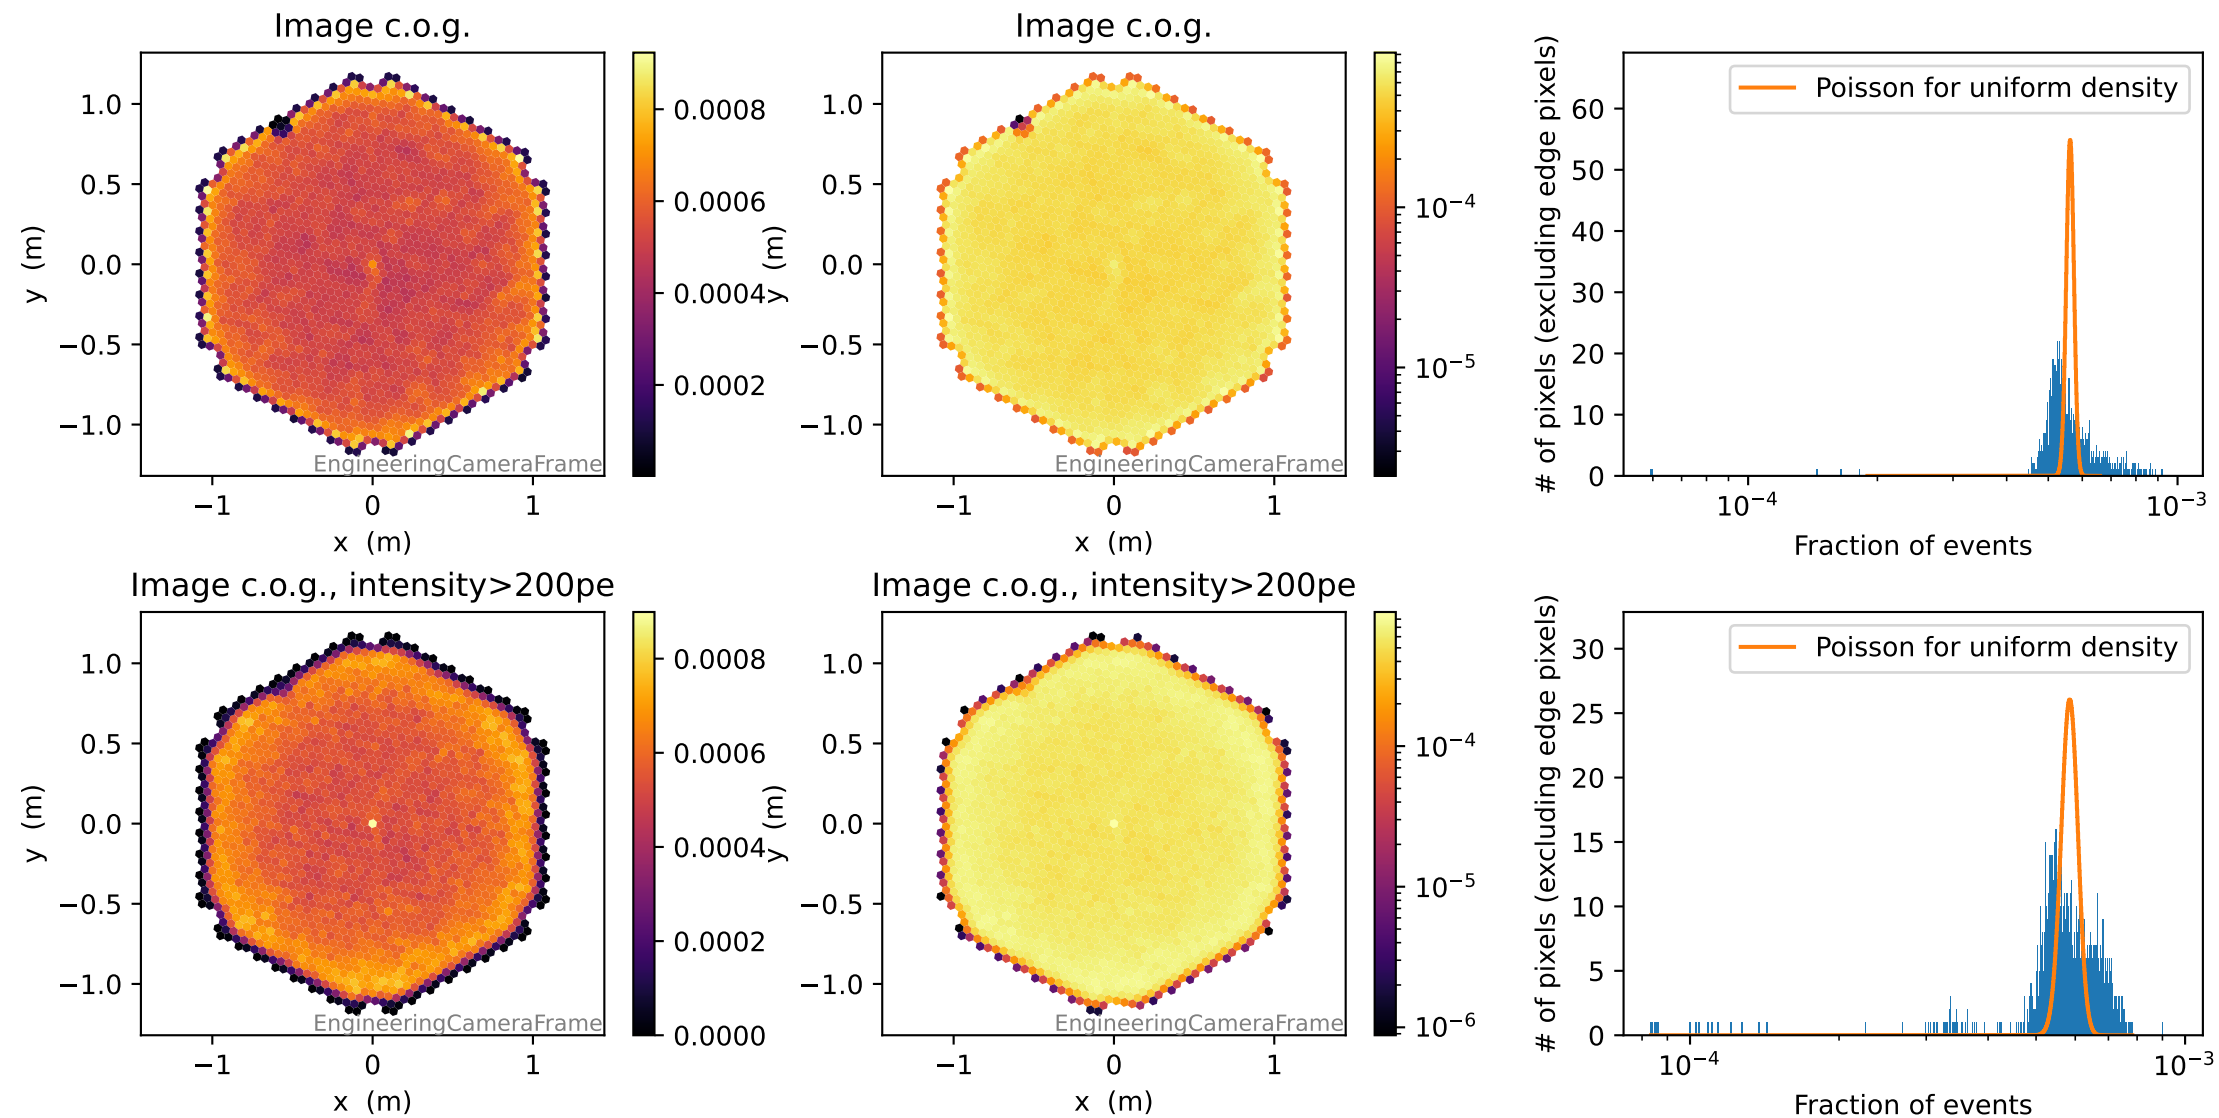 Image c.o.g.
1.0
0.5
0.0
−0.5
−1.0
y (m)
−1
0
1
x (m)
EngineeringCameraFrame
0.0008
0.0006
0.0004
0.0002
Image c.o.g.
1.0
0.5
0.0
−0.5
−1.0
y (m)
−1
0
1
x (m)
EngineeringCameraFrame
10⁻⁴
10⁻⁵
Poisson for uniform density
# of pixels (excluding edge pixels)
60
50
40
30
20
10
0
10⁻⁴
10⁻³
Fraction of events
Image c.o.g., intensity>200pe
1.0
0.5
0.0
−0.5
−1.0
y (m)
−1
0
1
x (m)
EngineeringCameraFrame
0.0008
0.0006
0.0004
0.0002
0.0000
Image c.o.g., intensity>200pe
1.0
0.5
0.0
−0.5
−1.0
y (m)
−1
0
1
x (m)
EngineeringCameraFrame
10⁻⁴
10⁻⁵
10⁻⁶
Poisson for uniform density
# of pixels (excluding edge pixels)
30
25
20
15
10
5
0
10⁻⁴
10⁻³
Fraction of events